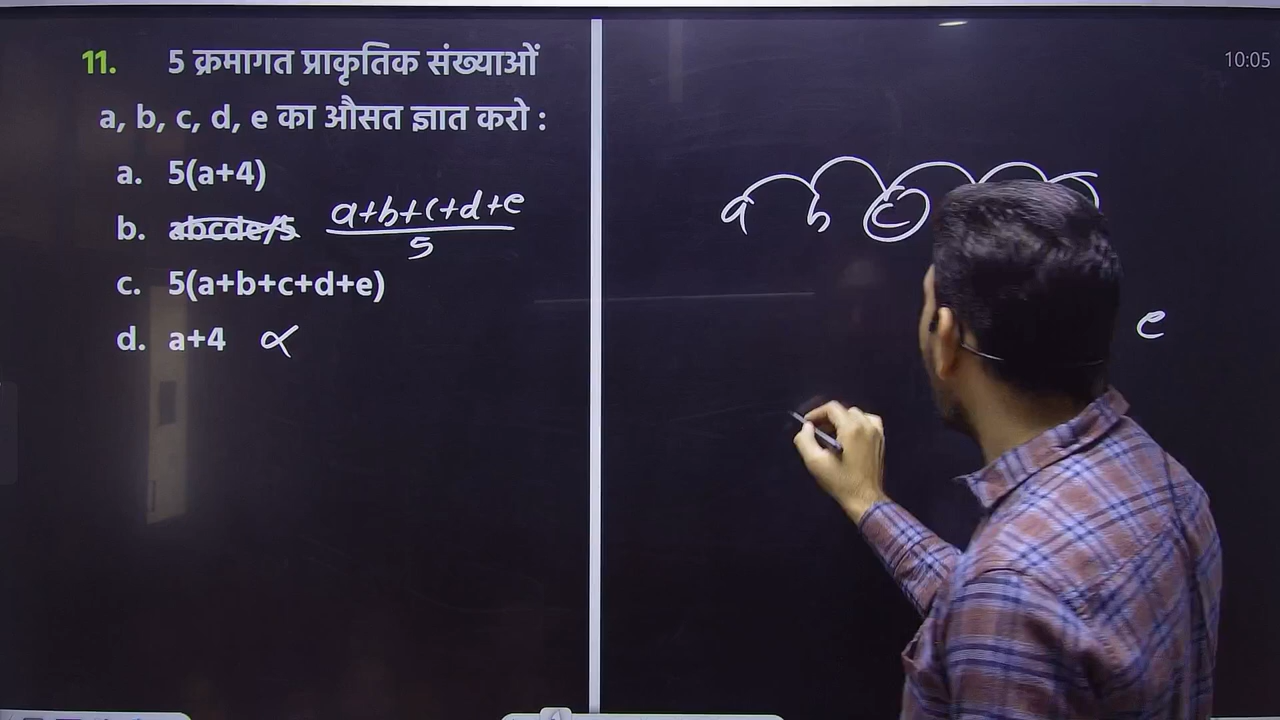 11. 5 क्रमागत प्राकृतिक संख्याओं
a, b, c, d, e का औसत ज्ञात करो :
a. 5(a+4)
b. abcde/5 a+b+c+d+e
5
c. 5(a+b+c+d+e)
d. a+4 ∝
10:05
a b c
e